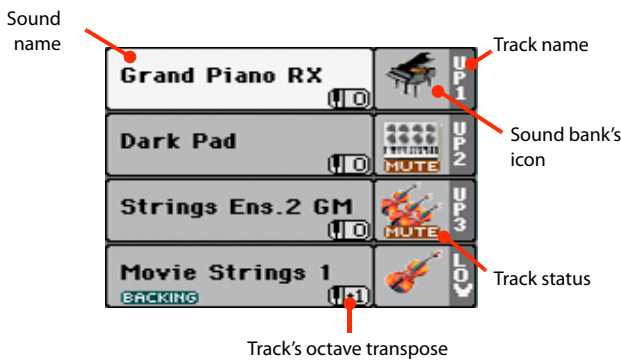 Sound
name
Track name
Grand Piano RX
0
UP1
Sound bank's
icon
Dark Pad
0
MUTE
UP2
Strings Ens.2 GM
0
MUTE
UP3
Movie Strings 1
BACKING
+1
LOW
Track status
Track's octave transpose